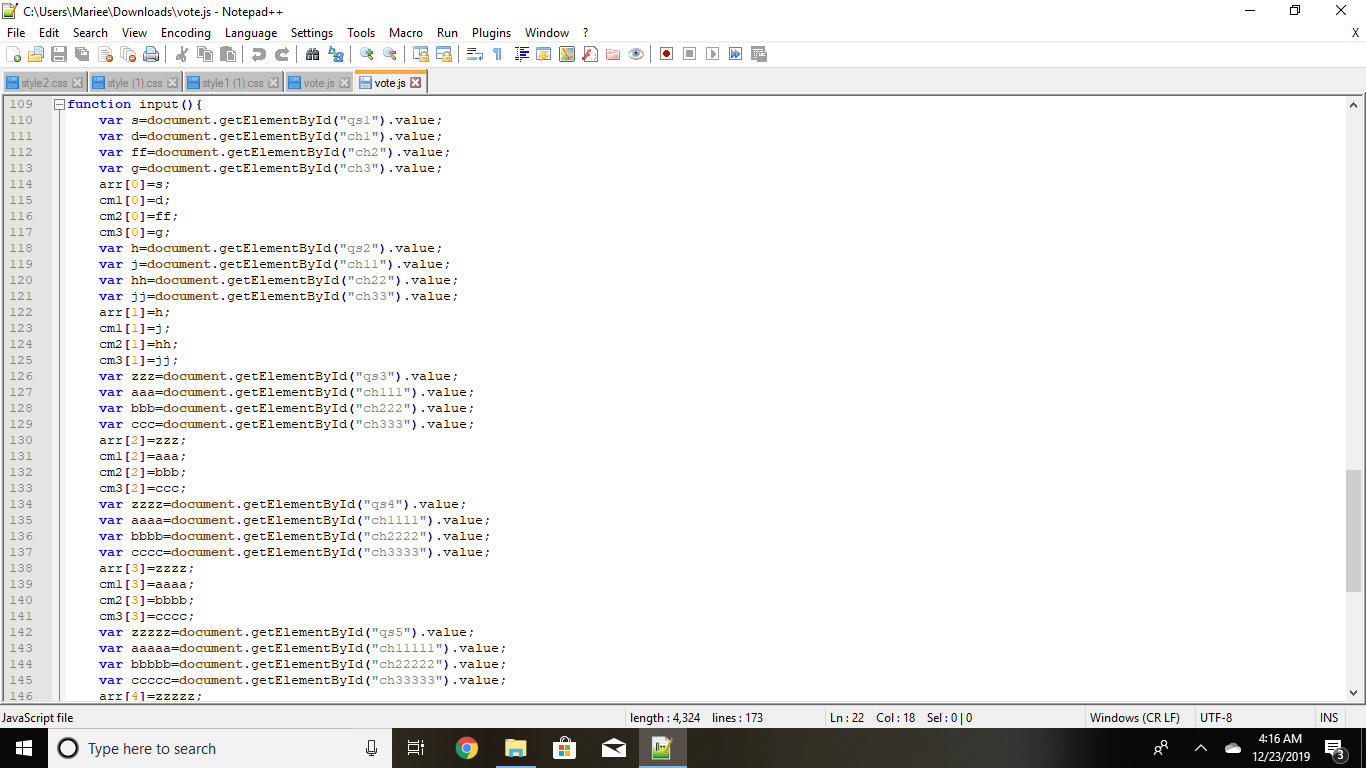 C:\Users\Mariee\Downloads\vote.js - Notepad++
File Edit Search View Encoding Language Settings Tools Macro Run Plugins Window ? X
style2.css style (1).css style1 (1).css vote.js vote.js
109 function input(){
110 var s=document.getElementById("qs1").value;
111 var d=document.getElementById("ch1").value;
112 var ff=document.getElementById("ch2").value;
113 var g=document.getElementById("ch3").value;
114 arr[0]=s;
115 cm1[0]=d;
116 cm2[0]=ff;
117 cm3[0]=g;
118 var h=document.getElementById("qs2").value;
119 var j=document.getElementById("ch11").value;
120 var hh=document.getElementById("ch22").value;
121 var jj=document.getElementById("ch33").value;
122 arr[1]=h;
123 cm1[1]=j;
124 cm2[1]=hh;
125 cm3[1]=jj;
126 var zzz=document.getElementById("qs3").value;
127 var aaa=document.getElementById("ch111").value;
128 var bbb=document.getElementById("ch222").value;
129 var ccc=document.getElementById("ch333").value;
130 arr[2]=zzz;
131 cm1[2]=aaa;
132 cm2[2]=bbb;
133 cm3[2]=ccc;
134 var zzzz=document.getElementById("qs4").value;
135 var aaaa=document.getElementById("ch1111").value;
136 var bbbb=document.getElementById("ch2222").value;
137 var cccc=document.getElementById("ch3333").value;
138 arr[3]=zzzz;
139 cm1[3]=aaaa;
140 cm2[3]=bbbb;
141 cm3[3]=cccc;
142 var zzzzz=document.getElementById("qs5").value;
143 var aaaaa=document.getElementById("ch11111").value;
144 var bbbbb=document.getElementById("ch22222").value;
145 var ccccc=document.getElementById("ch33333").value;
146 arr[4]=zzzzz;
JavaScript file length : 4,324 lines : 173 Ln : 22 Col : 18 Sel : 0 | 0 Windows (CR LF) UTF-8 INS
Type here to search
4:16 AM
12/23/2019
3